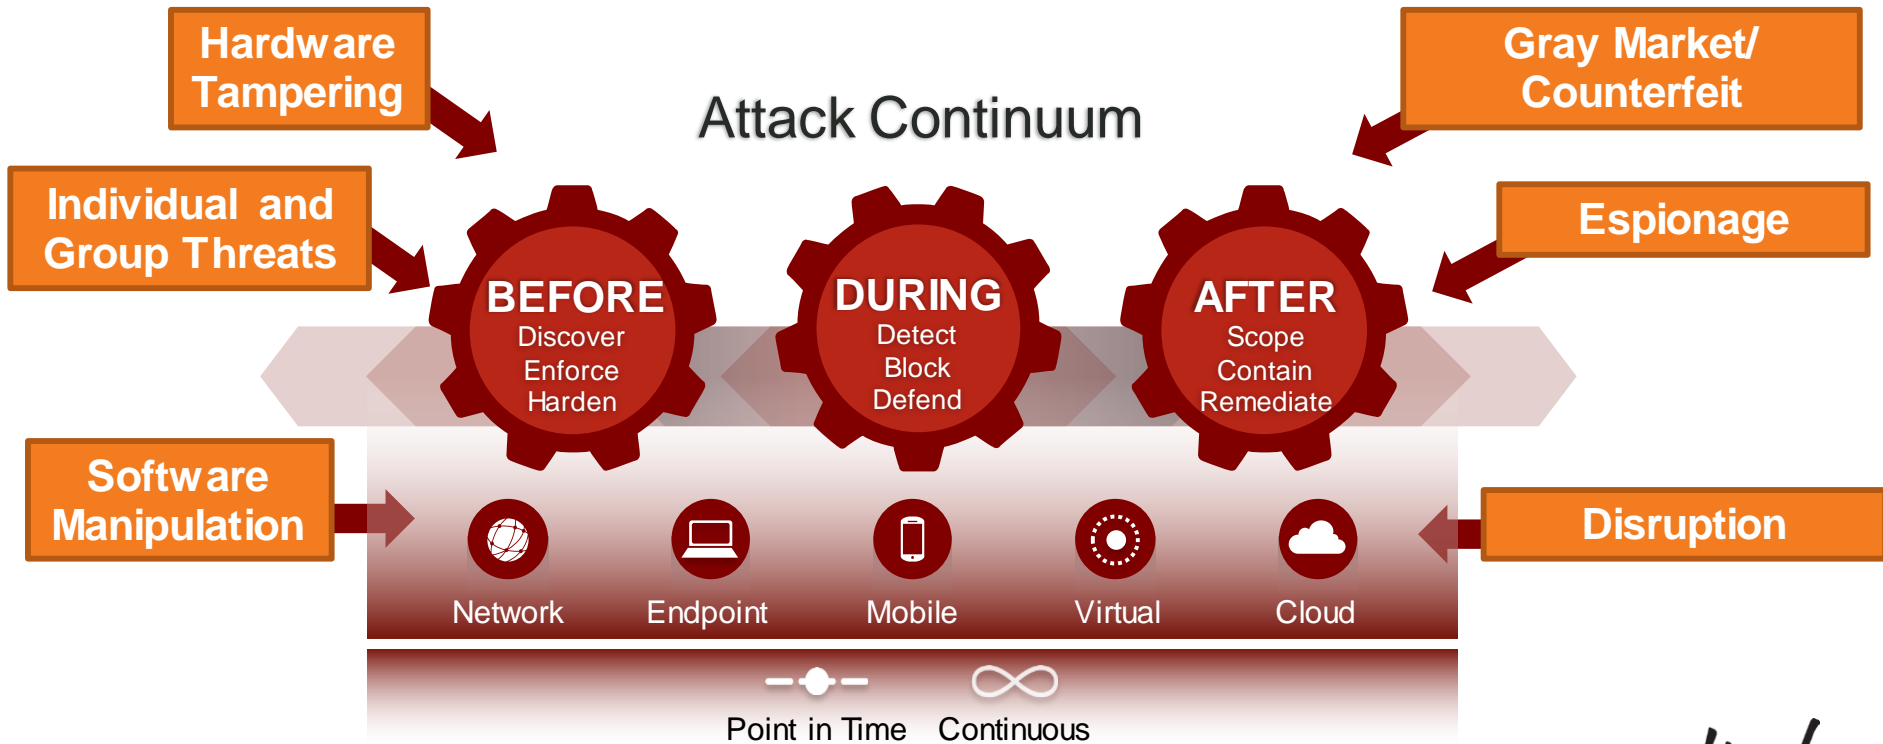 Hardware
Tampering
Gray Market/
Counterfeit
Attack Continuum
Individual and
Group Threats
Espionage
BEFORE
Discover
Enforce
Harden
DURING
Detect
Block
Defend
AFTER
Scope
Contain
Remediate
Software
Manipulation
Disruption
Network
Endpoint
Mobile
Virtual
Cloud
Point in Time
Continuous